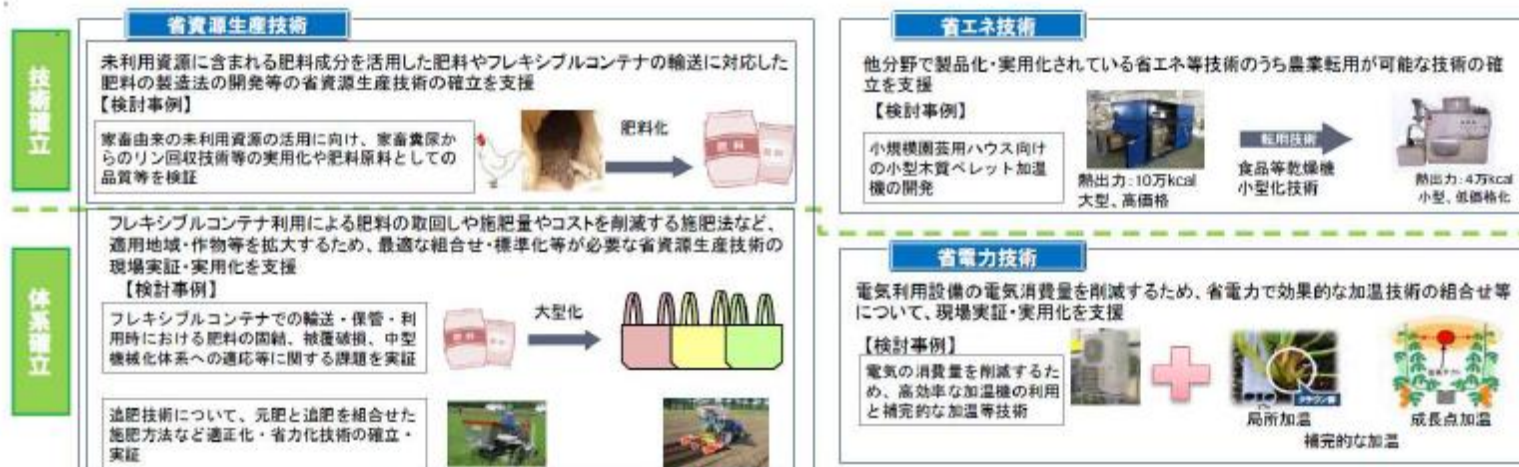 省資源生産技術
技術確立
未利用資源に含まれる肥料成分を活用した肥料やフレキシブルコンテナの輸送に対応した
肥料の製造法の開発等の省資源生産技術の確立を支援
【検討事例】
家畜由来の未利用資源の活用に向け、家畜糞尿か
らのリン回収技術等の実用化や肥料原料としての
品質等を検証
肥料化
肥料
体系確立
フレキシブルコンテナ利用による肥料の取回しや施肥量やコストを削減する施肥法など、
適用地域・作物等を拡大するため、最適な組合せ・標準化等が必要な省資源生産技術の
現場実証・実用化を支援
【検討事例】
フレキシブルコンテナでの輸送・保管・利
用時における肥料の固結、被覆破損、中型
機械化体系への適応等に関する課題を実証
大型化
追肥技術について、元肥と追肥を組合せた
施肥方法など適正化・省力化技術の確立・
実証
省エネ技術
他分野で製品化・実用化されている省エネ等技術のうち農業転用が可能な技術の確
立を支援
【検討事例】
小規模園芸用ハウス向け
の小型木質ペレット加温
機の開発
熱出力:10万kcal
大型、高価格
転用技術
食品等乾燥機
小型化技術
熱出力:4万kcal
小型、低価格化
省電力技術
電気利用設備の電気消費量を削減するため、省電力で効果的な加温技術の組合せ等
について、現場実証・実用化を支援
【検討事例】
電気の消費量を削減するた
め、高効率な加温機の利用
と補完的な加温等技術
クラウン部
局所加温
成長点加温
補完的な加温